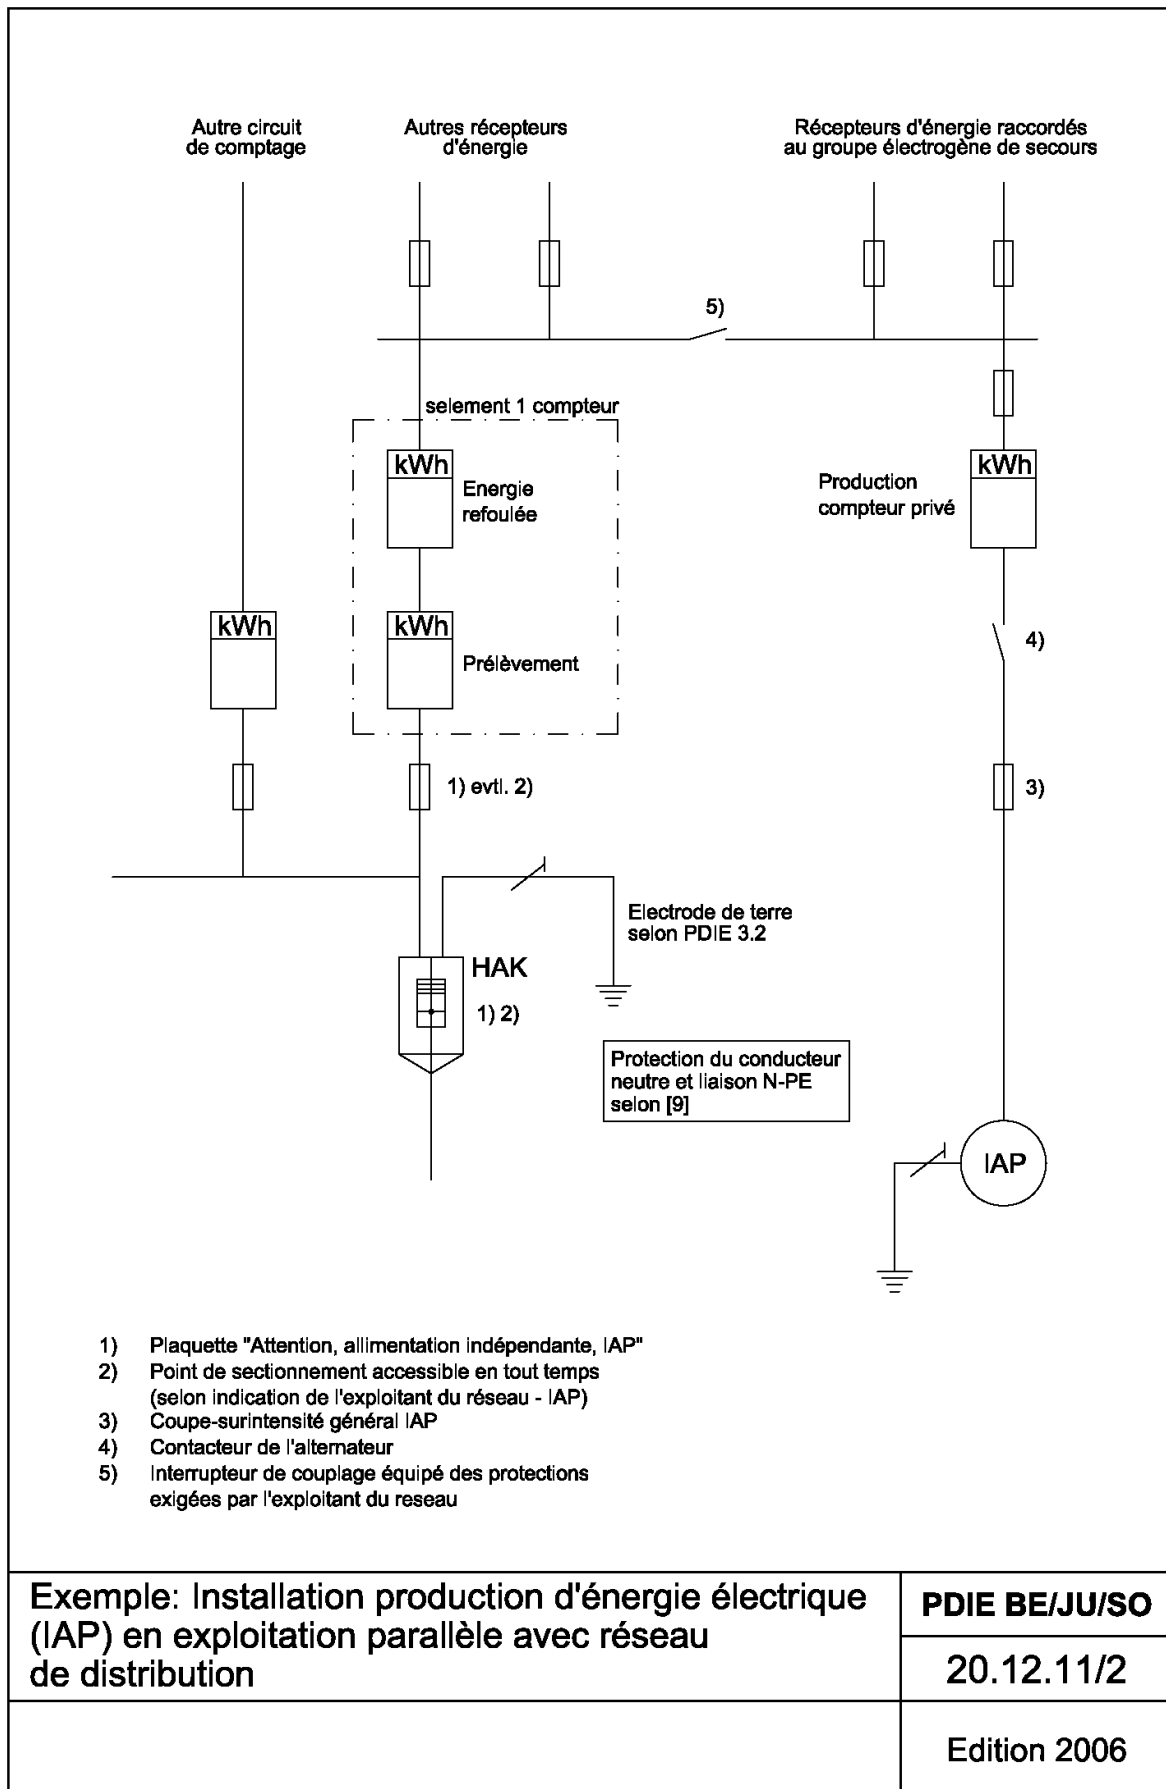 Autre circuit
de comptage
Autres récepteurs
d'énergie
Récepteurs d'énergie raccordés
au groupe électrogène de secours
5)
selement 1 compteur
kWh
Energie
refoulée
kWh
Production
compteur privé
kWh
kWh
Prélèvement
4)
1) evtl. 2)
3)
Electrode de terre
selon PDIE 3.2
HAK
1) 2)
Protection du conducteur
neutre et liaison N-PE
selon [9]
IAP
1) Plaquette "Attention, allimentation indépendante, IAP"
2) Point de sectionnement accessible en tout temps
(selon indication de l'exploitant du réseau - IAP)
3) Coupe-surintensité général IAP
4) Contacteur de l'alternateur
5) Interrupteur de couplage équipé des protections
exigées par l'exploitant du reseau
Exemple: Installation production d'énergie électrique
(IAP) en exploitation parallèle avec réseau
de distribution
PDIE BE/JU/SO
20.12.11/2
Edition 2006